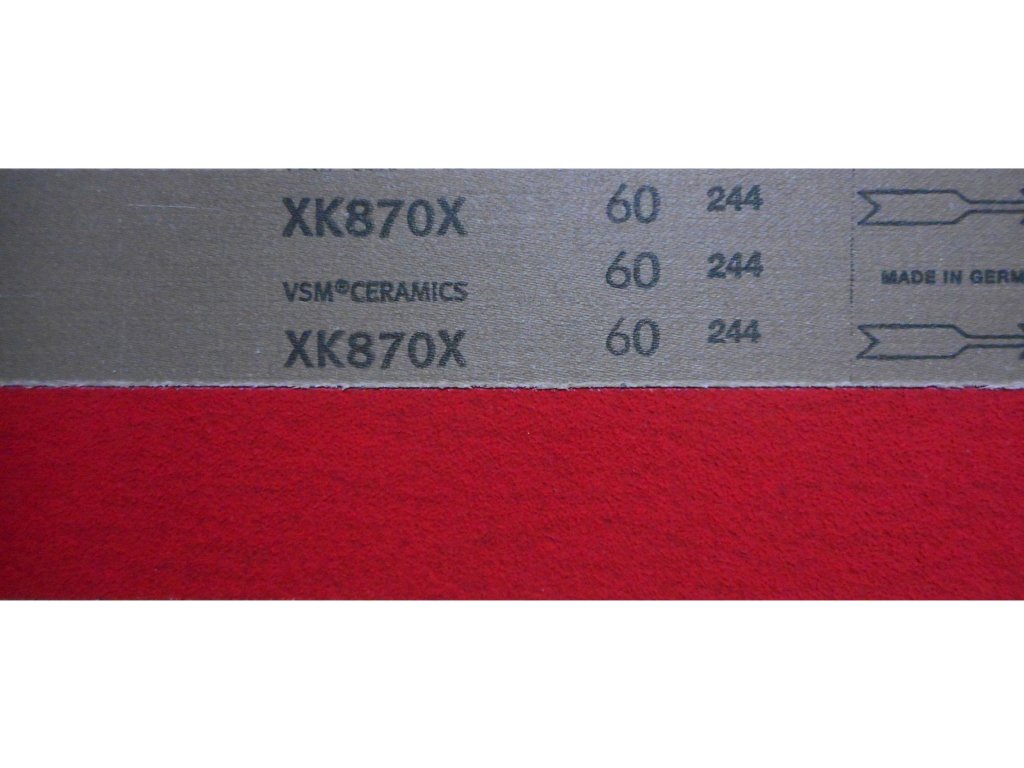 XK870X 60 244
60 244
VSM®CERAMICS MADE IN GERM
XK870X 60 244